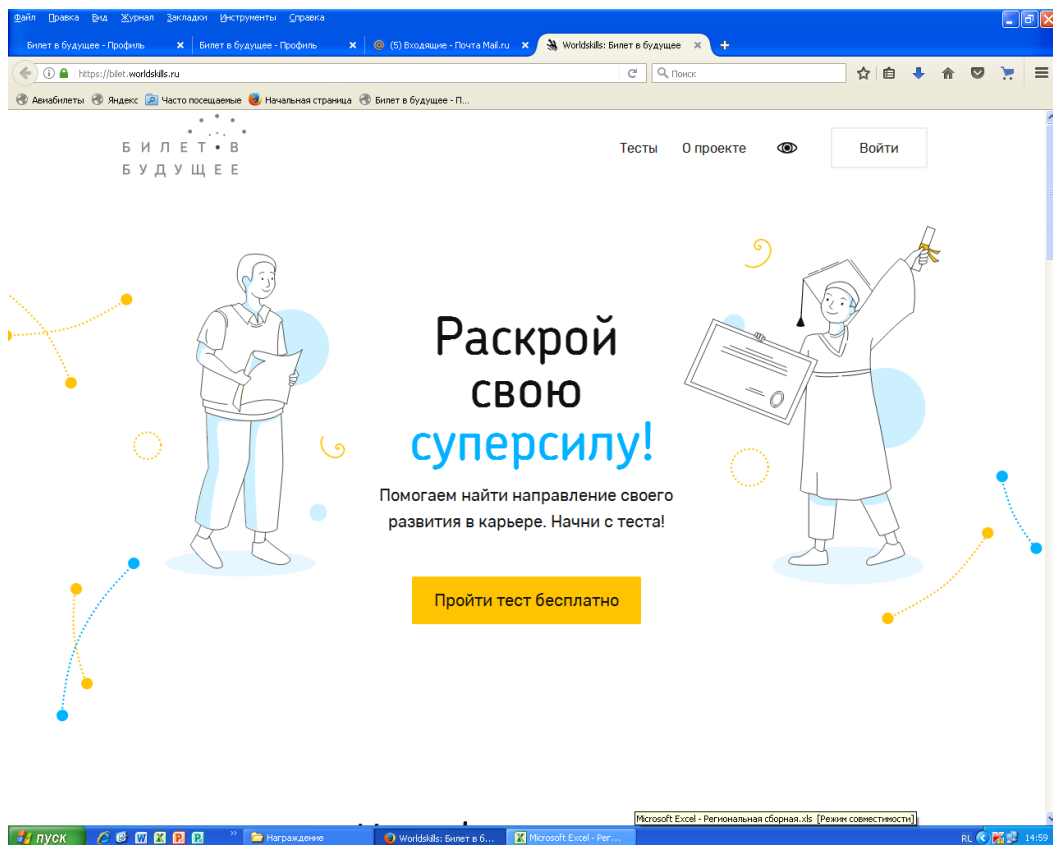 Файл Правка Вид Журнал Закладки Инструменты Справка
Билет в будущее - Профиль
Билет в будущее - Профиль
(5) Входящие - Почта Mail.ru
Worldskills: Билет в будущее
https://bilet.worldskills.ru
Поиск
Авиабилеты Яндекс Часто посещаемые Начальная страница Билет в будущее - П...
БИЛЕТ•В
БУДУЩЕЕ
Тесты О проекте Войти
Раскрой
свою
суперсилу!
Помогаем найти направление своего
развития в карьере. Начни с теста!
Пройти тест бесплатно
Microsoft Excel - Региональная сборная.xls [Режим совместимости]
пуск
Награждение
Worldskills: Билет в б...
Microsoft Excel - Рег...
14:59